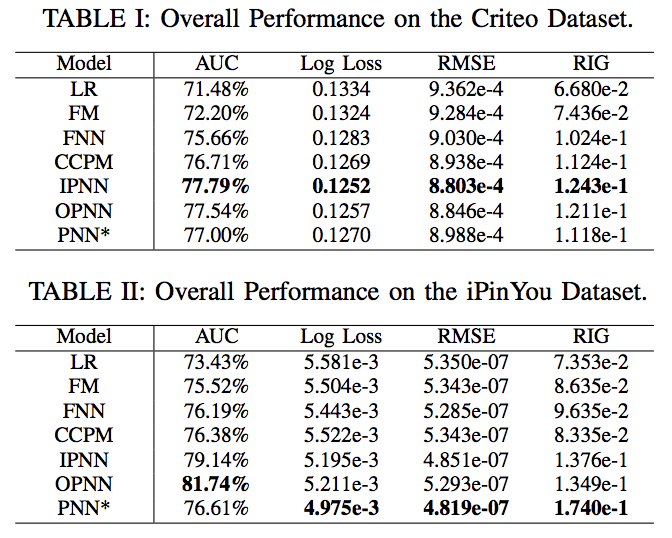 TABLE I: Overall Performance on the Criteo Dataset.
Model AUC Log Loss RMSE RIG
LR 71.48% 0.1334 9.362e-4 6.680e-2
FM 72.20% 0.1324 9.284e-4 7.436e-2
FNN 75.66% 0.1283 9.030e-4 1.024e-1
CCPM 76.71% 0.1269 8.938e-4 1.124e-1
IPNN 77.79% 0.1252 8.803e-4 1.243e-1
OPNN 77.54% 0.1257 8.846e-4 1.211e-1
PNN* 77.00% 0.1270 8.988e-4 1.118e-1
TABLE II: Overall Performance on the iPinYou Dataset.
Model AUC Log Loss RMSE RIG
LR 73.43% 5.581e-3 5.350e-07 7.353e-2
FM 75.52% 5.504e-3 5.343e-07 8.635e-2
FNN 76.19% 5.443e-3 5.285e-07 9.635e-2
CCPM 76.38% 5.522e-3 5.343e-07 8.335e-2
IPNN 79.14% 5.195e-3 4.851e-07 1.376e-1
OPNN 81.74% 5.211e-3 5.293e-07 1.349e-1
PNN* 76.61% 4.975e-3 4.819e-07 1.740e-1